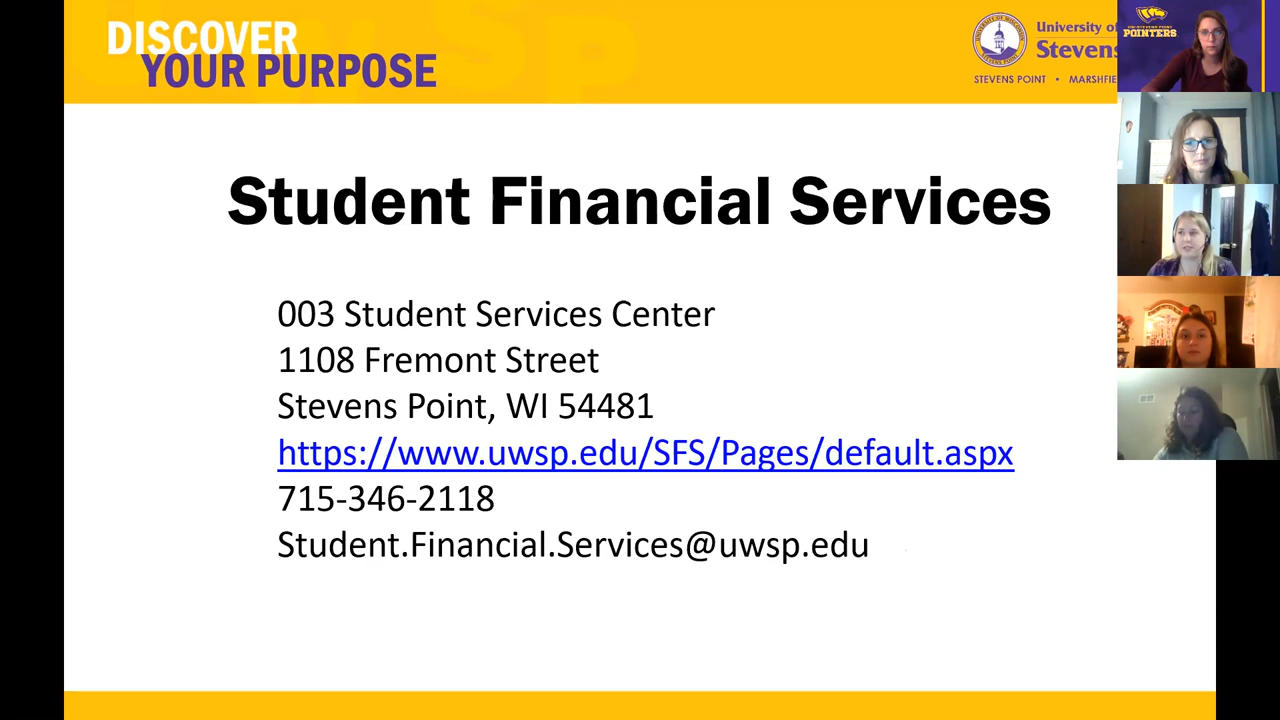 DISCOVER
YOUR PURPOSE
University of
Stevens
STEVENS POINT • MARSHFIE
POINTERS
Student Financial Services
003 Student Services Center
1108 Fremont Street
Stevens Point, WI 54481
https://www.uwsp.edu/SFS/Pages/default.aspx
715-346-2118
Student.Financial.Services@uwsp.edu